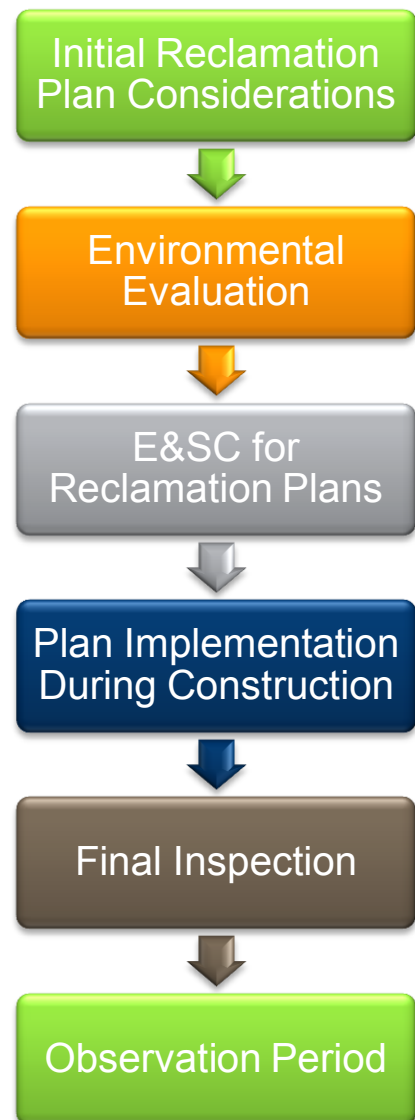 Initial Reclamation
Plan Considerations
Environmental
Evaluation
E&SC for
Reclamation Plans
Plan Implementation
During Construction
Final Inspection
Observation Period